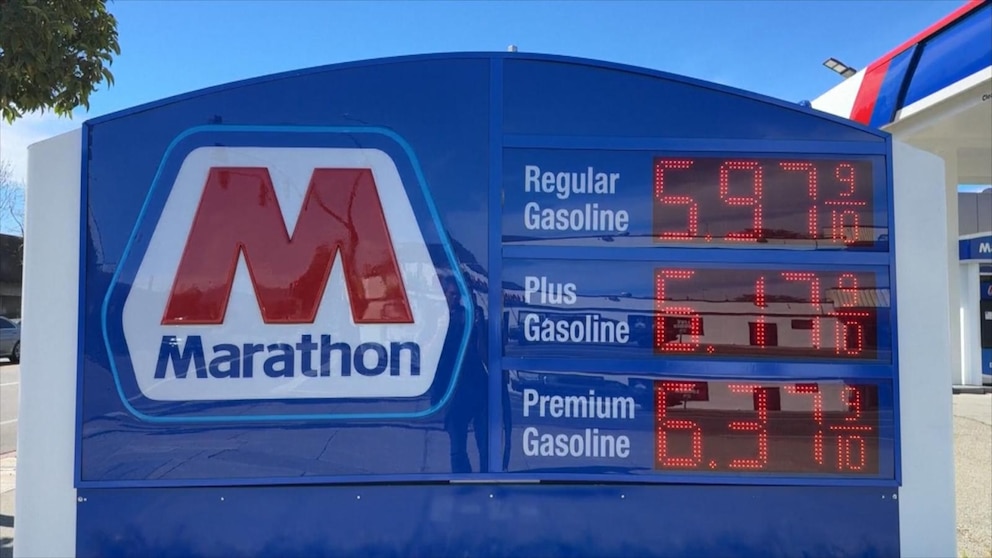 M
Marathon
Regular
Gasoline
5.97 9/10
Plus
Gasoline
6.17 9/10
Premium
Gasoline
6.37 9/10